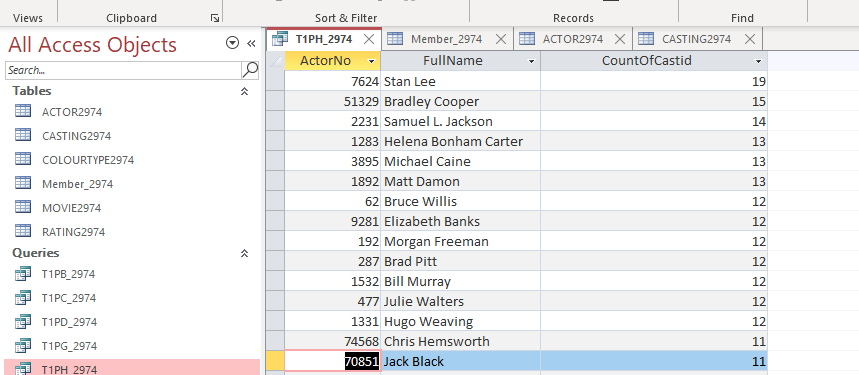 Views
Clipboard
Sort & Filter
Records
Find
All Access Objects
Search...
Tables
ACTOR2974
CASTING2974
COLOURTYPE2974
Member_2974
MOVIE2974
RATING2974
Queries
T1PB_2974
T1PC_2974
T1PD_2974
T1PG_2974
T1PH_2974
T1PH_2974 Member_2974 ACTOR2974 CASTING2974
ActorNo FullName CountOfCastid
7624 Stan Lee 19
51329 Bradley Cooper 15
2231 Samuel L. Jackson 14
1283 Helena Bonham Carter 13
3895 Michael Caine 13
1892 Matt Damon 13
62 Bruce Willis 12
9281 Elizabeth Banks 12
192 Morgan Freeman 12
287 Brad Pitt 12
1532 Bill Murray 12
477 Julie Walters 12
1331 Hugo Weaving 12
74568 Chris Hemsworth 11
70851 Jack Black 11